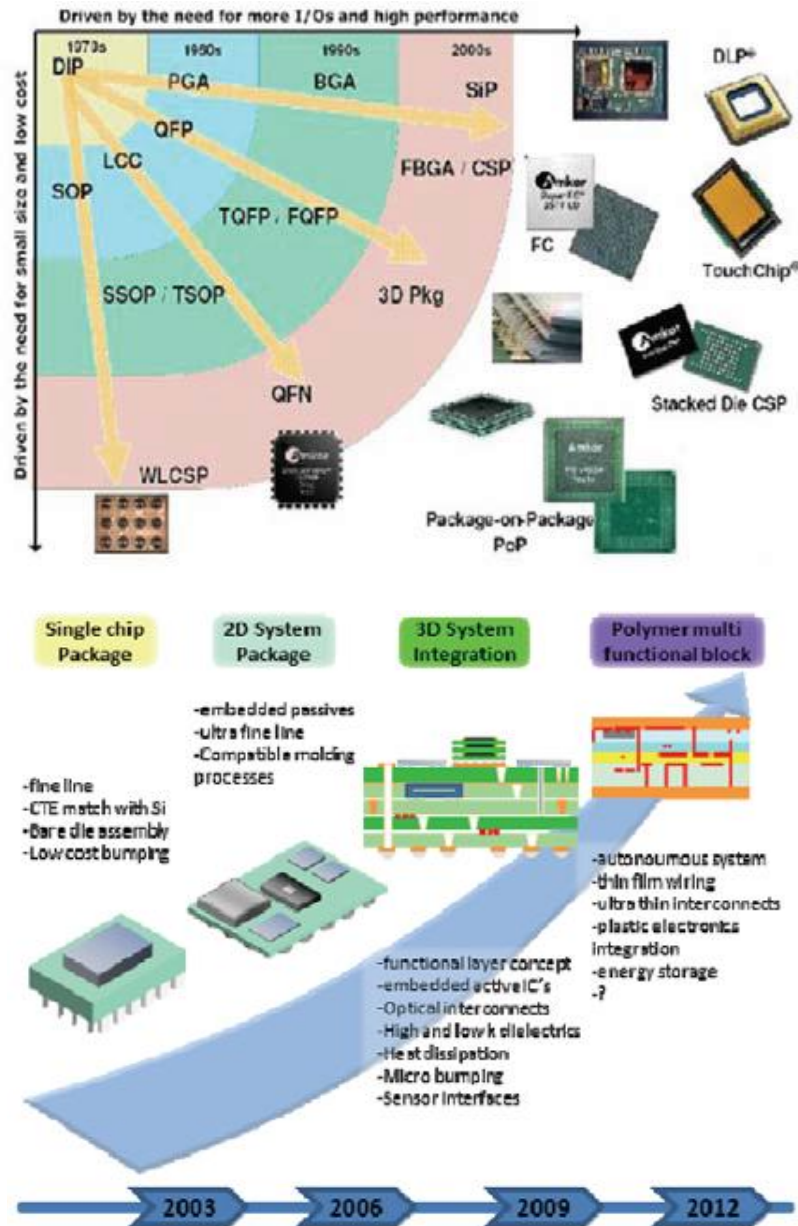 Driven by the need for more I/Os and high performance
Driven by the need for small size and low cost
1970s
1980s
1990s
2000s
DIP
PGA
BGA
SiP
QFP
LCC
SOP
FBGA / CSP
TQFP / FQFP
SSOP / TSOP
3D Pkg
QFN
WLCSP
DLP®
Amkor
FC
TouchChip®
Amkor
Stacked Die CSP
Amkor
Amkor
Package-on-Package
PoP
Single chip
Package
2D System
Package
3D System
Integration
Polymer multi
functional block
-fine line
-CTE match with Si
-Bare die assembly
-Low cost bumping
-embedded passives
-ultra fine line
-Compatible molding
processes
-functional layer concept
-embedded active IC's
-Optical interconnects
-High and low k dielectrics
-Heat dissipation
-Micro bumping
-Sensor interfaces
-autonoumous system
-thin film wiring
-ultra thin interconnects
-plastic electronics
integration
-energy storage
-?
2003
2006
2009
2012